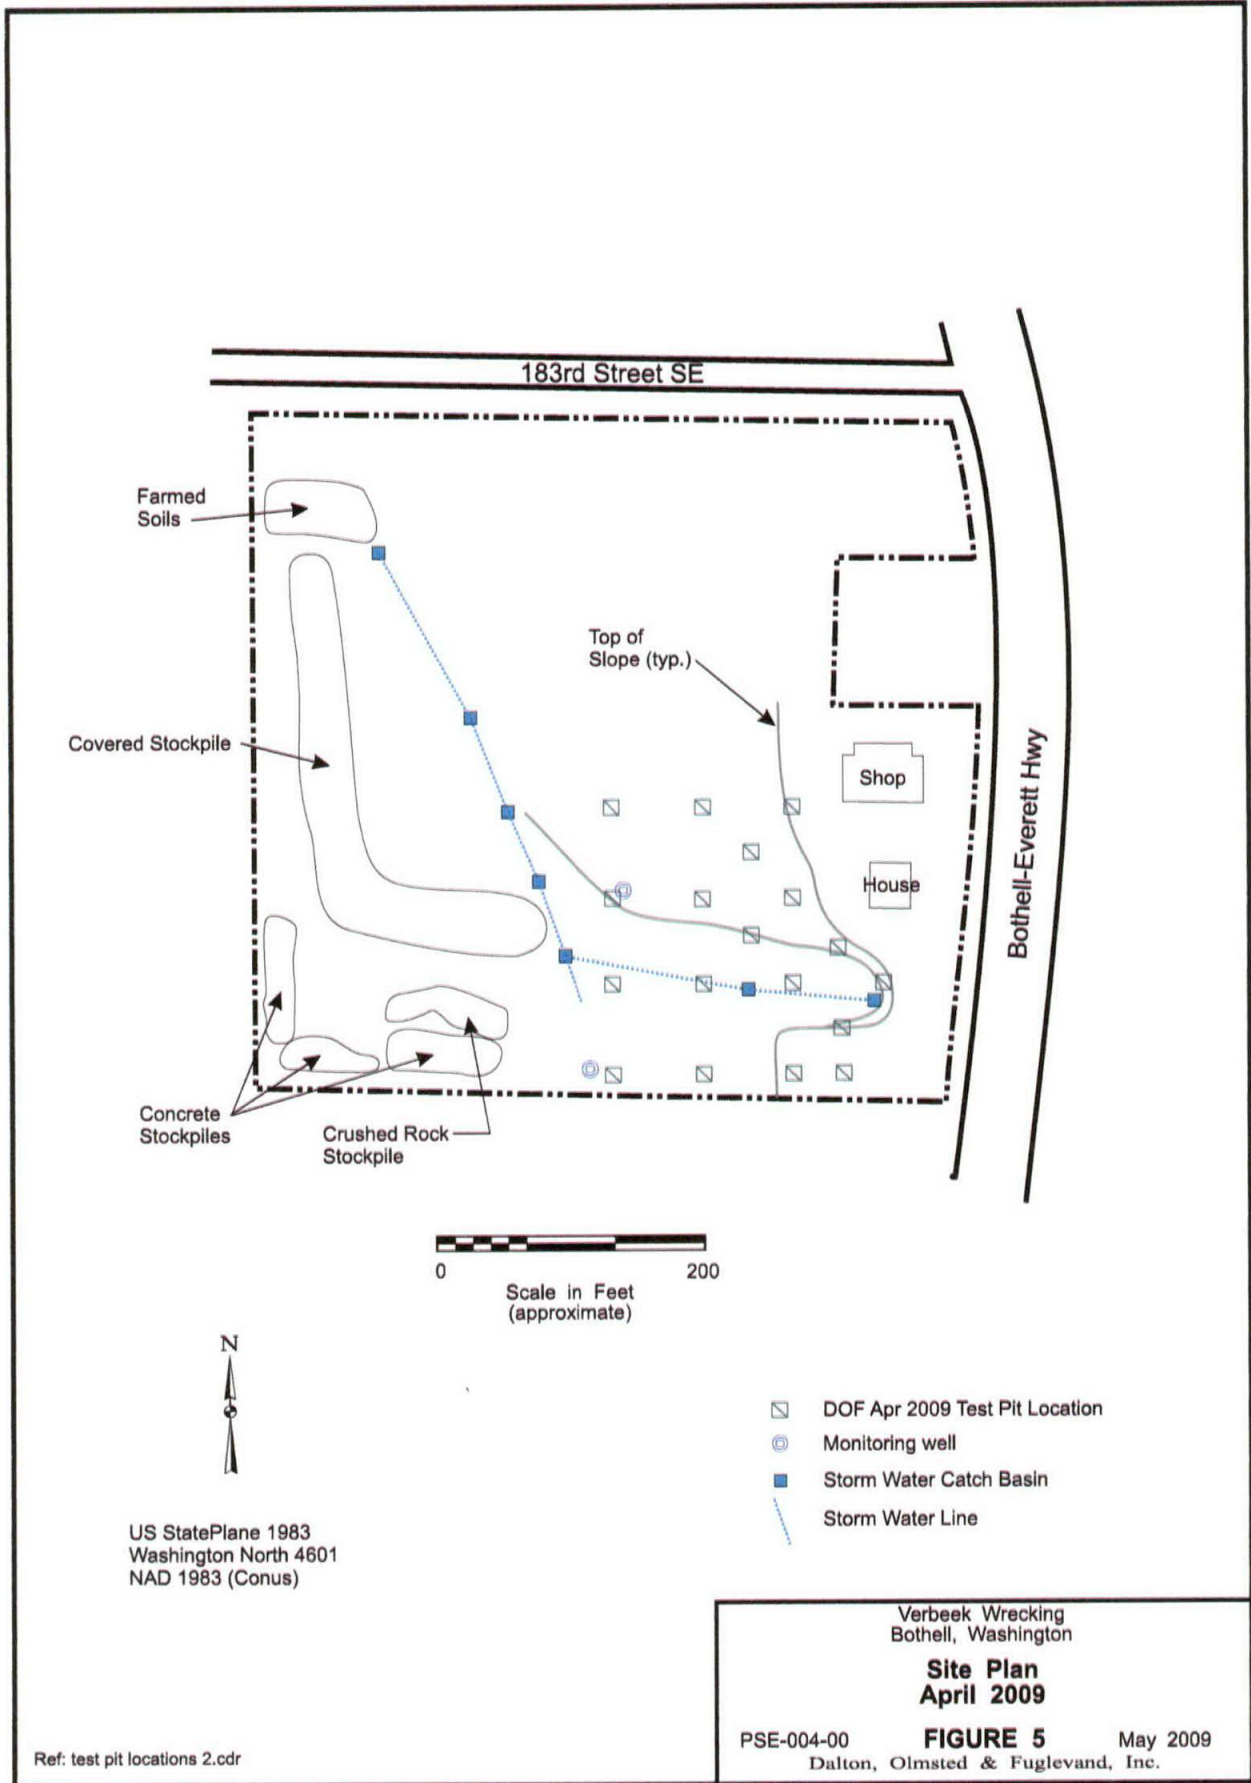 183rd Street SE
Farmed
Soils
Top of
Slope (typ.)
Covered Stockpile
Shop
Bothell-Everett Hwy
House
Concrete
Stockpiles
Crushed Rock
Stockpile
0 200
Scale in Feet
(approximate)
N
DOF Apr 2009 Test Pit Location
Monitoring well
Storm Water Catch Basin
Storm Water Line
US StatePlane 1983
Washington North 4601
NAD 1983 (Conus)
Verbeek Wrecking
Bothell, Washington
Site Plan
April 2009
PSE-004-00 FIGURE 5 May 2009
Dalton, Olmsted & Fuglevand, Inc.
Ref: test pit locations 2.cdr